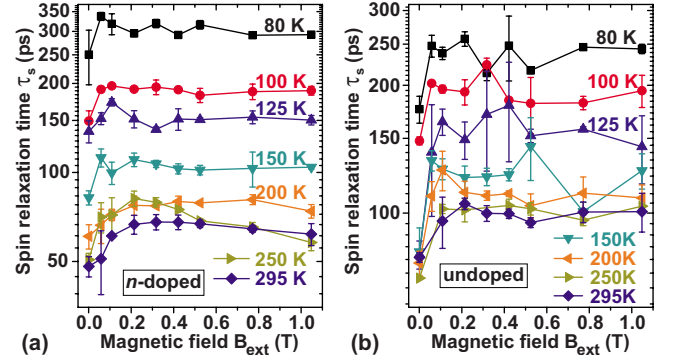 Spin relaxation time τs (ps)
300
200
150
100
50
80 K
100 K
125 K
150 K
200 K
250 K
295 K
n-doped
0.0 0.2 0.4 0.6 0.8 1.0
Magnetic field Bext (T)
(a)
Spin relaxation time τs (ps)
300
250
200
150
100
80 K
100 K
125 K
150K
200K
250K
295K
undoped
0.0 0.2 0.4 0.6 0.8 1.0
Magnetic field Bext (T)
(b)